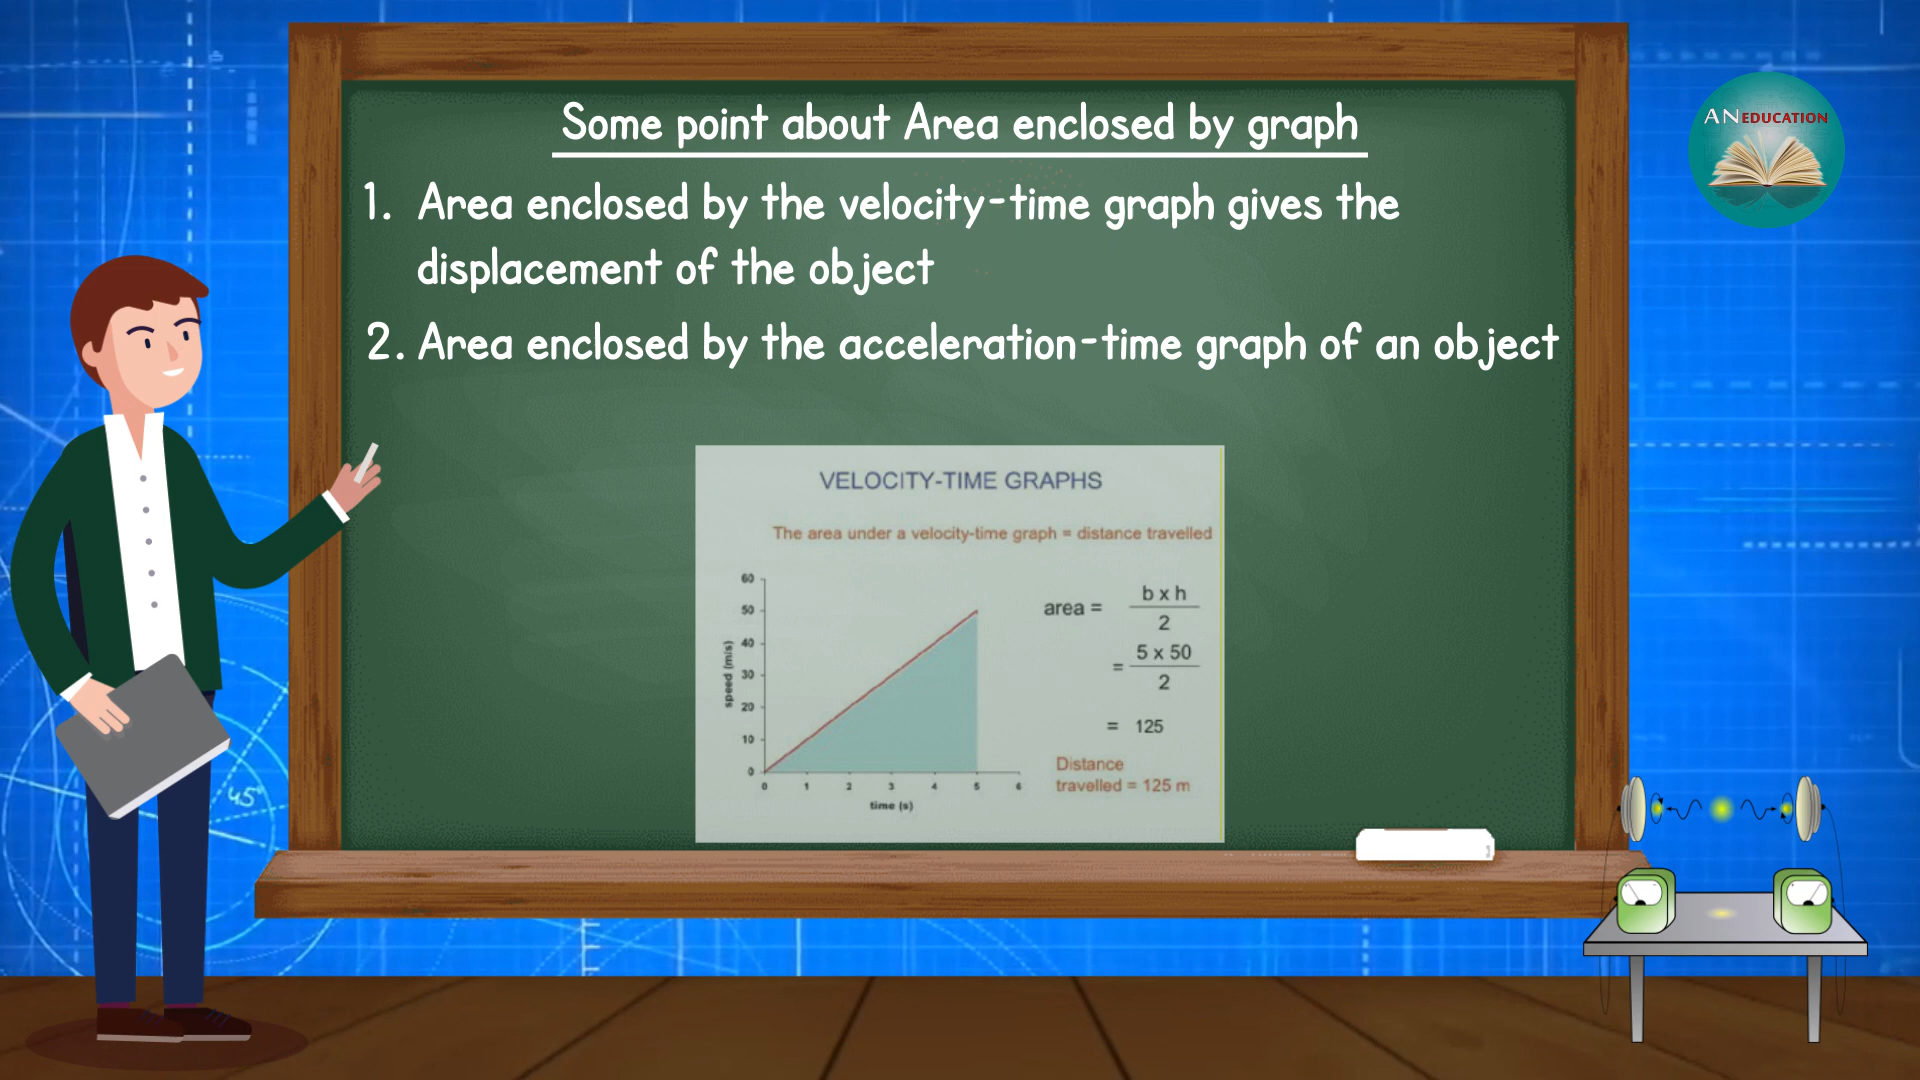 Some point about Area enclosed by graph
AN EDUCATION
1. Area enclosed by the velocity-time graph gives the
displacement of the object
2. Area enclosed by the acceleration-time graph of an object
VELOCITY-TIME GRAPHS
The area under a velocity-time graph = distance travelled
60
50
40
30
20
10
0
speed (m/s)
0 1 2 3 4 5 6
time (s)
area = b x h
2
= 5 x 50
2
= 125
Distance
travelled = 125 m
45°